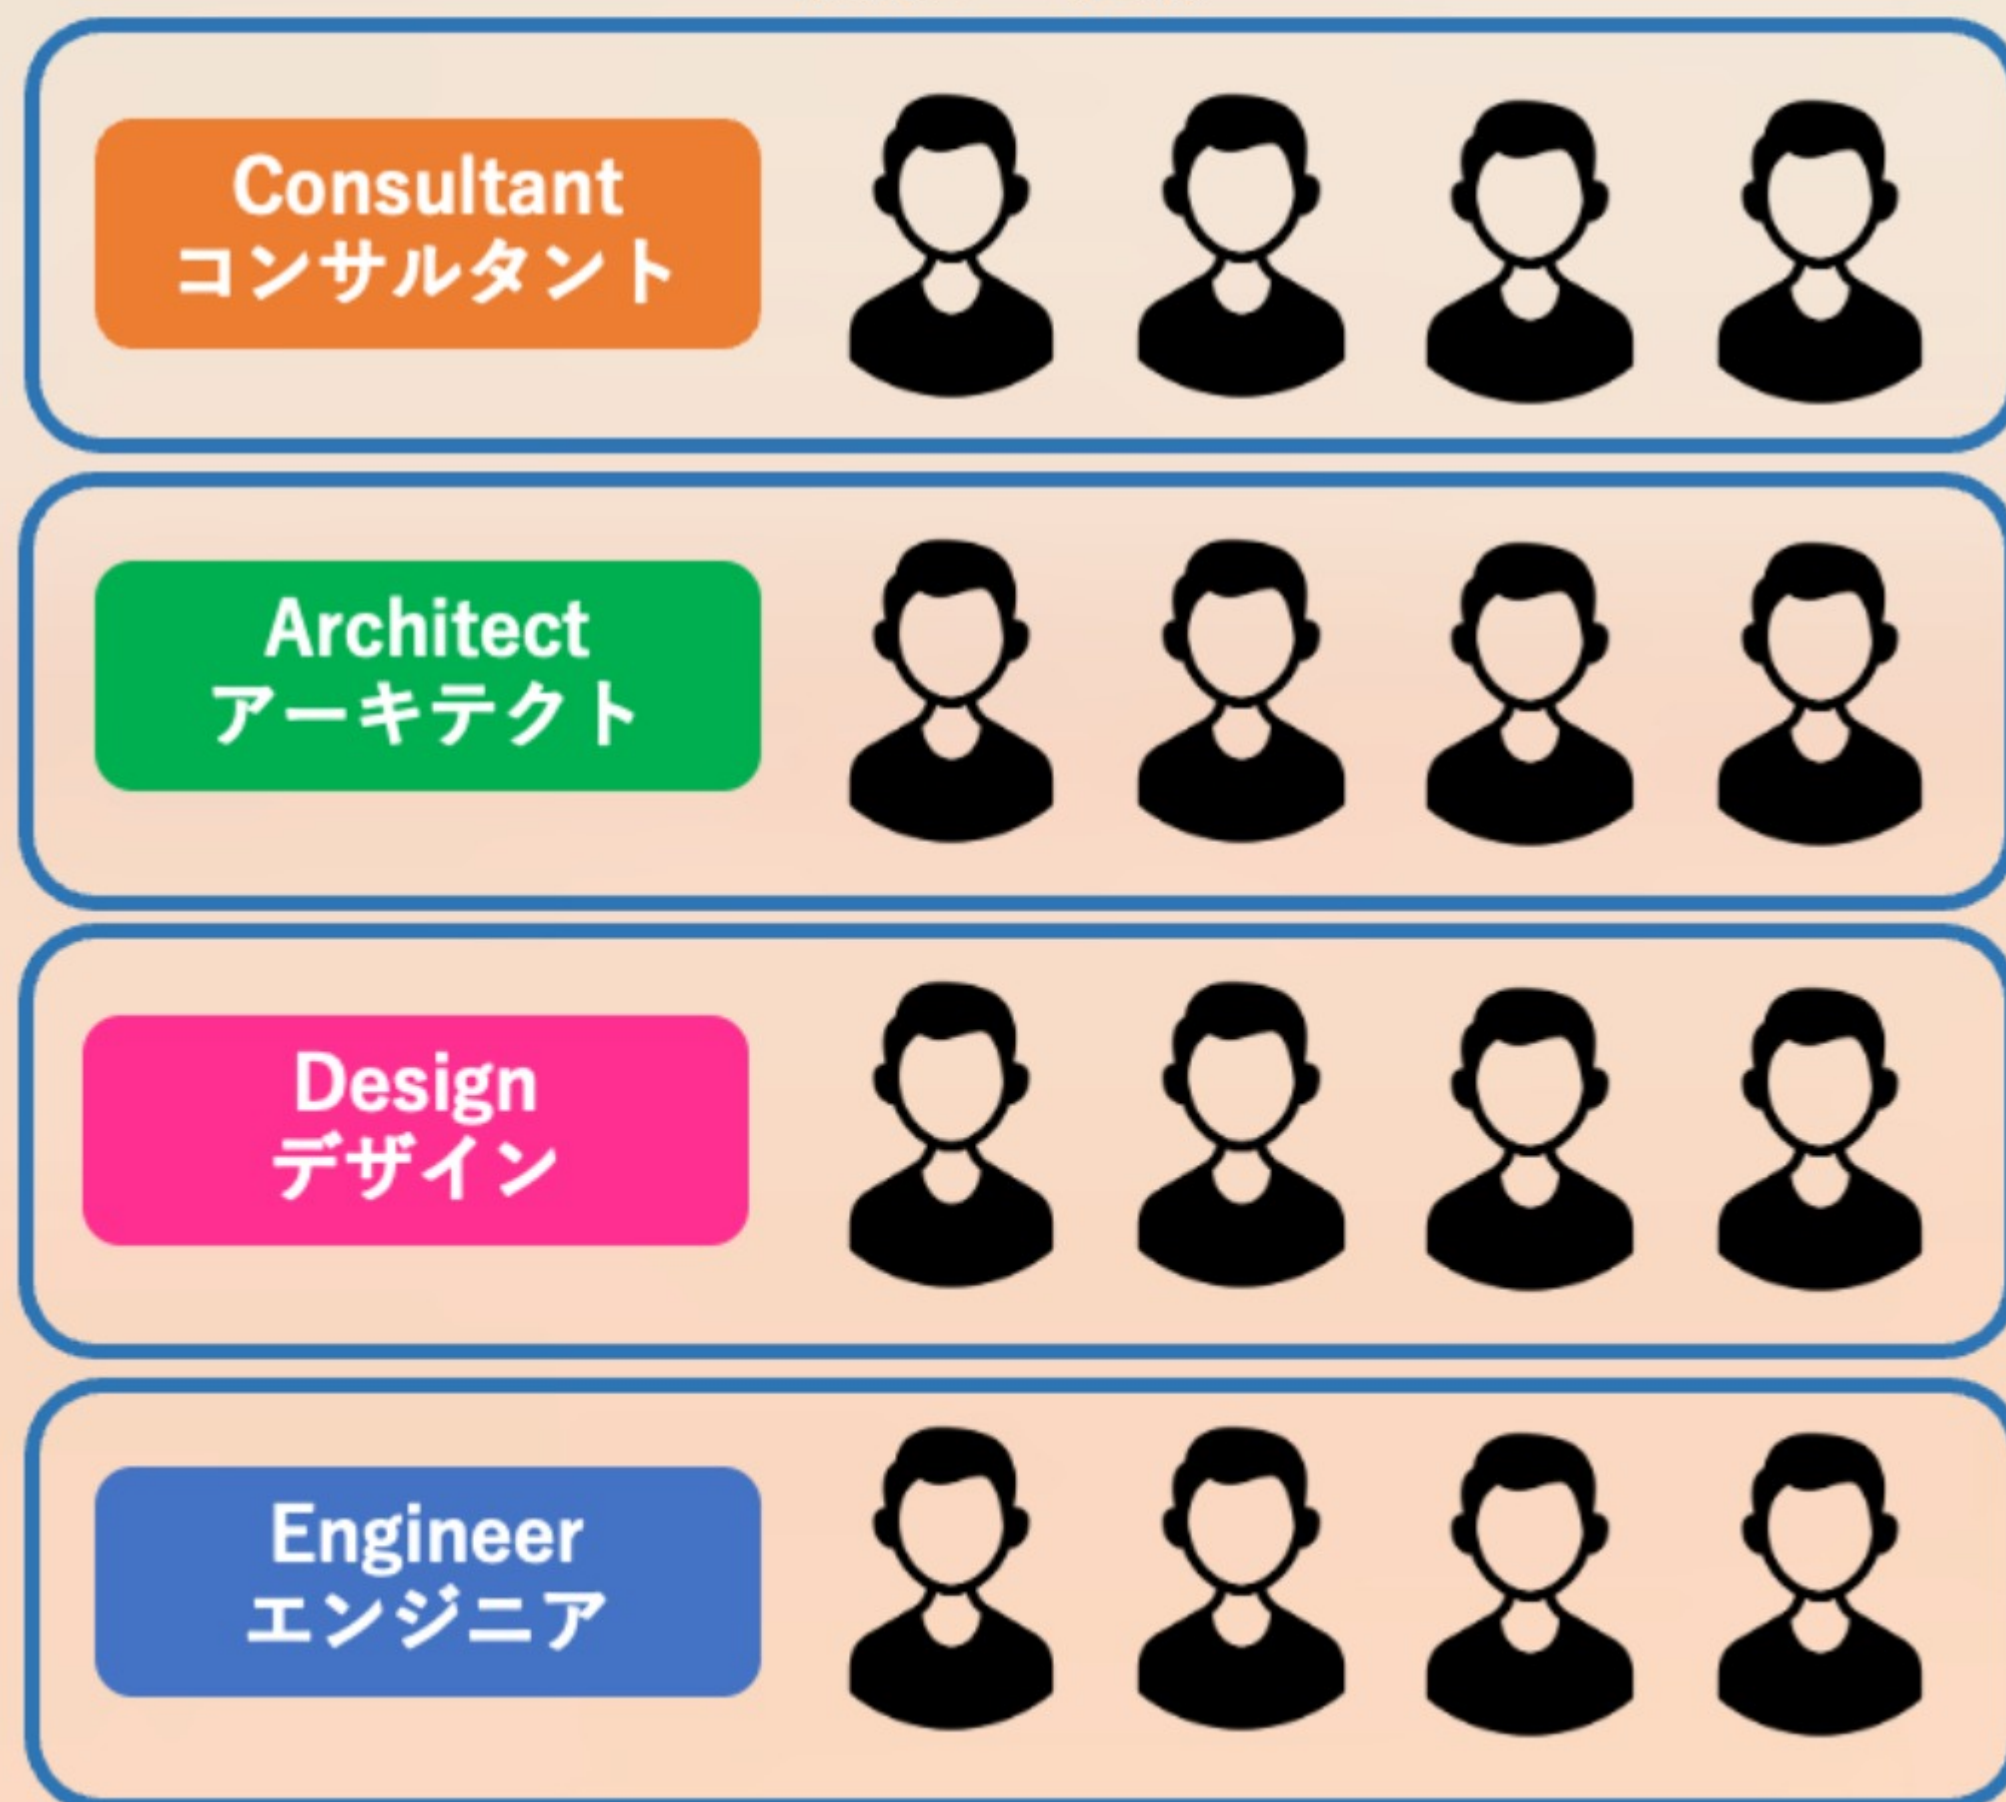 Consultant
コンサルタント
Architect
アーキテクト
Design
デザイン
Engineer
エンジニア